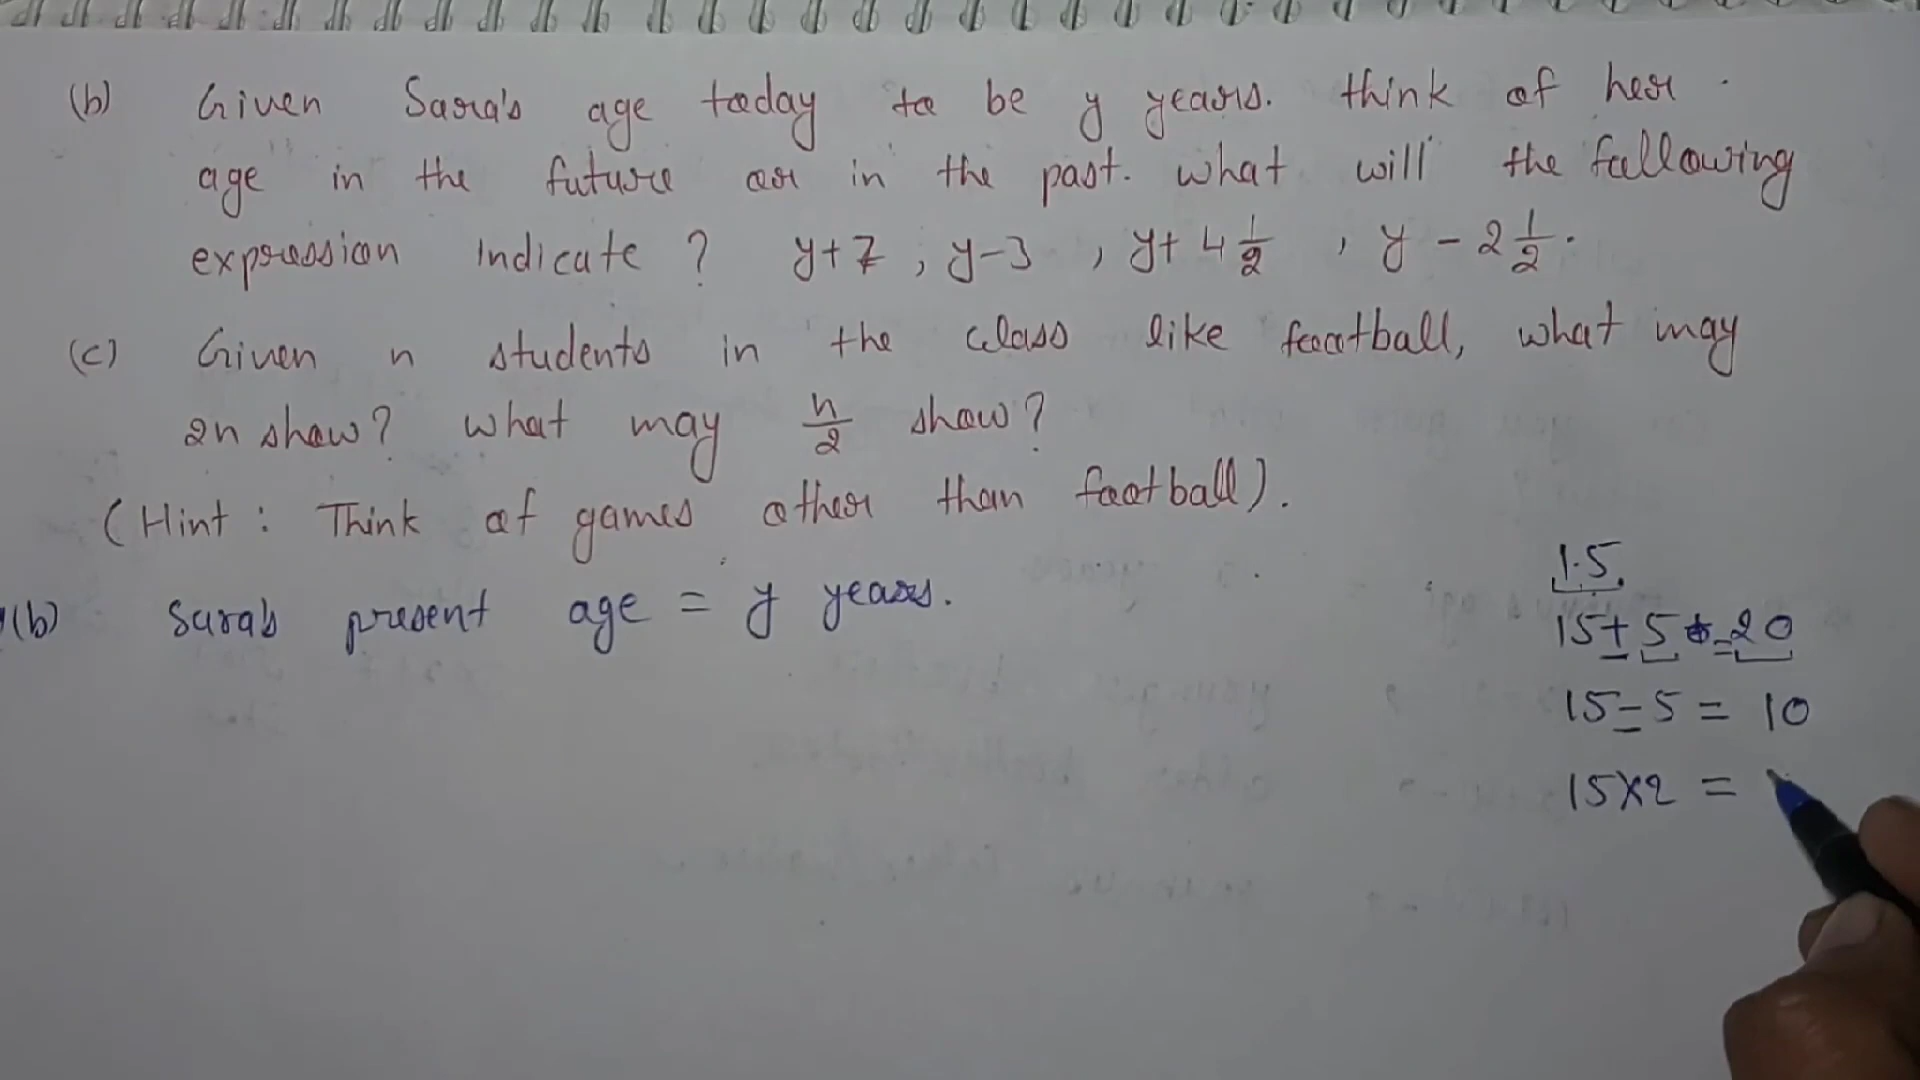 (b) Given Sara's age today to be y years. think of her
age in the future or in the past. what will the following
expression indicate ? y+7 , y-3 , y+ 4 1/2 , y - 2 1/2 .
(c) Given n students in the class like football, what may
2n show? what may n/2 show ?
(Hint : Think of games other than football).
(b) Sara's present age = y years.
1.5
15+5 = 20
15-5 = 10
15×2 =